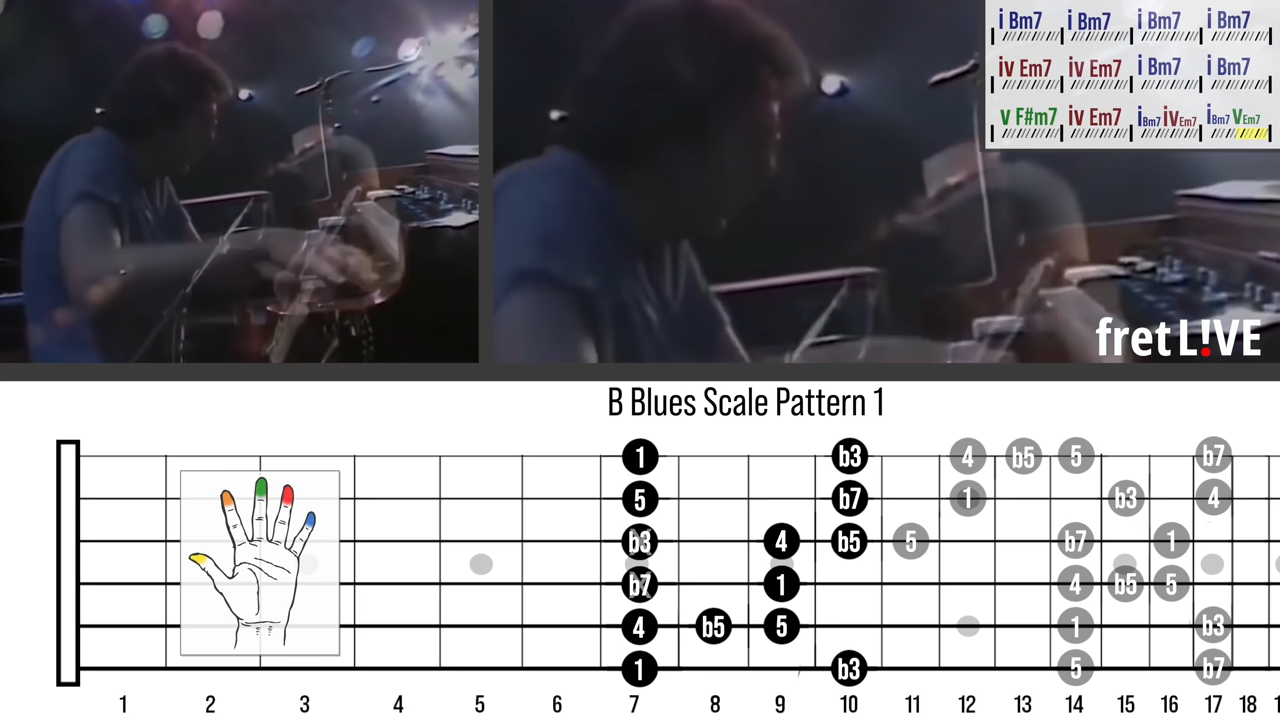 i Bm7 i Bm7 i Bm7 i Bm7
iv Em7 iv Em7 i Bm7 i Bm7
v F#m7 iv Em7 i Bm7 iv Em7 i Bm7 v Em7
fret L!VE
B Blues Scale Pattern 1
1 b3 4 b5 5 b7
5 b7 1 b3 4
b3 4 b5 5 b7 1
b7 1 4 b5 5
4 b5 5 1 b3
1 b3 5 b7
1 2 3 4 5 6 7 8 9 10 11 12 13 14 15 16 17 18